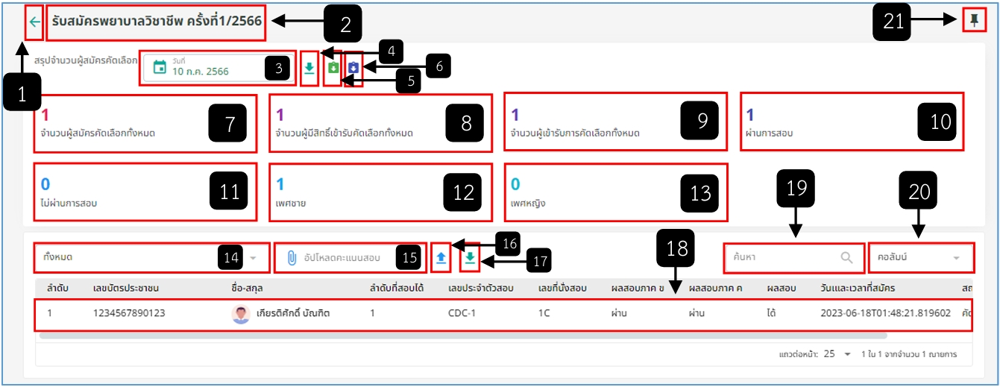 รับสมัครพยาบาลวิชาชีพ ครั้งที่1/2566
2
21
สรุปจำนวนผู้สมัครคัดเลือก
วันที่
10 ก.ค. 2566
3
4
5
6
1
1
จำนวนผู้สมัครคัดเลือกทั้งหมด
7
1
จำนวนผู้มีสิทธิ์เข้ารับคัดเลือกทั้งหมด
8
1
จำนวนผู้เข้ารับการคัดเลือกทั้งหมด
9
1
ผ่านการสอบ
10
0
ไม่ผ่านการสอบ
11
1
เพศชาย
12
0
เพศหญิง
13
19
20
ทั้งหมด
14
อัปโหลดคะแนนสอบ
15
16
17
18
ค้นหา
คอลัมน์
ลำดับ เลขบัตรประชาชน ชื่อ-สกุล ลำดับที่สอบได้ เลขประจำตัวสอบ เลขที่นั่งสอบ ผลสอบภาค ข ผลสอบภาค ค ผลสอบ วันและเวลาที่สมัคร สถ
1 1234567890123 เกียรติศักดิ์ บัณฑิต 1 CDC-1 1C ผ่าน ผ่าน ได้ 2023-06-18T01:48:21.819602 คัด
แถวต่อหน้า: 25 1 ใน 1 จากจำนวน 1 ฌายการ